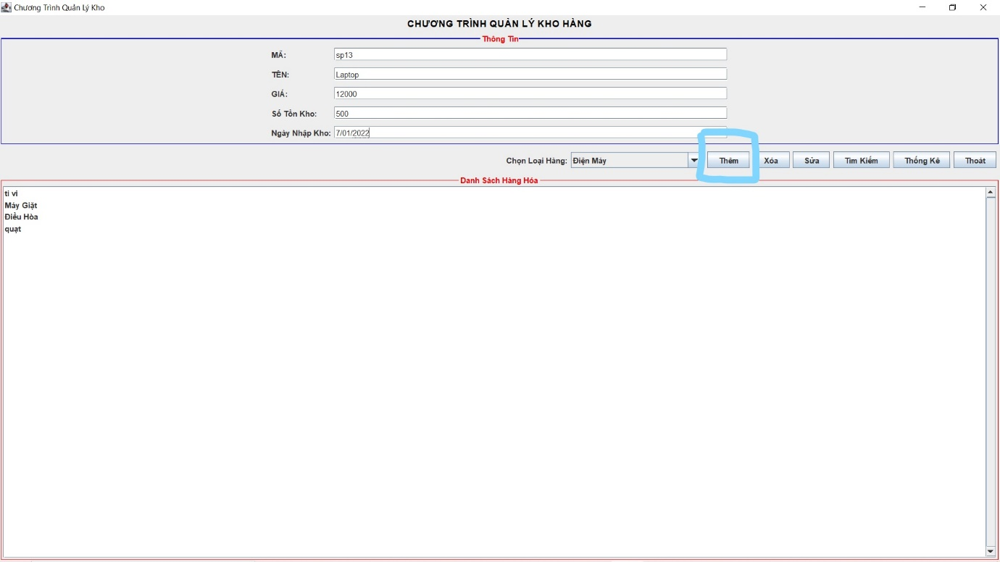 Chương Trình Quản Lý Kho
CHƯƠNG TRÌNH QUẢN LÝ KHO HÀNG
Thông Tin
MÃ: sp13
TÊN: Laptop
GIÁ: 12000
Số Tồn Kho: 500
Ngày Nhập Kho: 7/01/2022
Chọn Loại Hàng: Điện Máy Thêm Xóa Sửa Tìm Kiếm Thống Kê Thoát
Danh Sách Hàng Hóa
ti vi
Máy Giặt
Điều Hòa
quạt